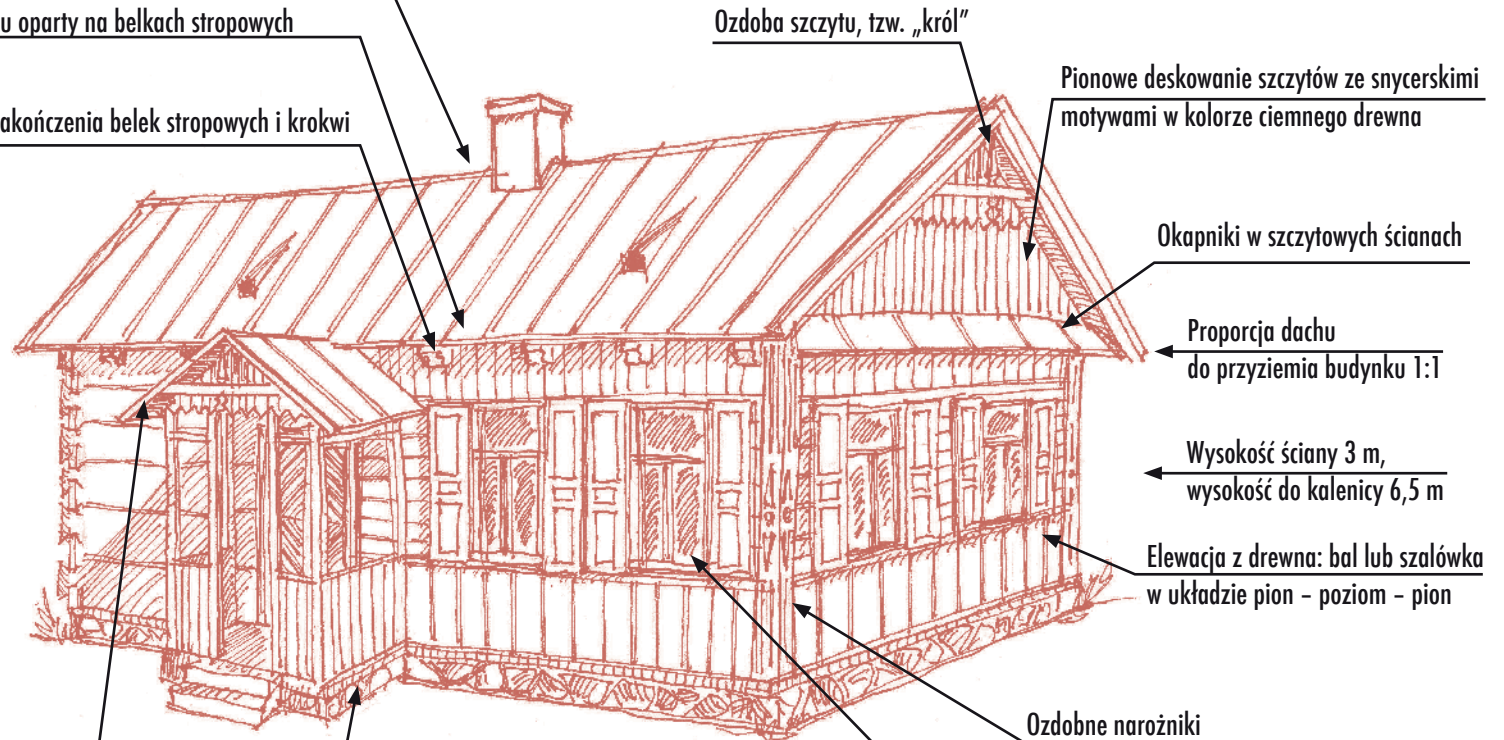 u oparty na belkach stropowych
akończenia belek stropowych i krokwi
Ozdoba szczytu, tzw. „król”
Pionowe deskowanie szczytów ze snycerskimi
motywami w kolorze ciemnego drewna
Okapniki w szczytowych ścianach
Proporcja dachu
do przyziemia budynku 1:1
Wysokość ściany 3 m,
wysokość do kalenicy 6,5 m
Elewacja z drewna: bal lub szalówka
w układzie pion – poziom – pion
Ozdobne narożniki